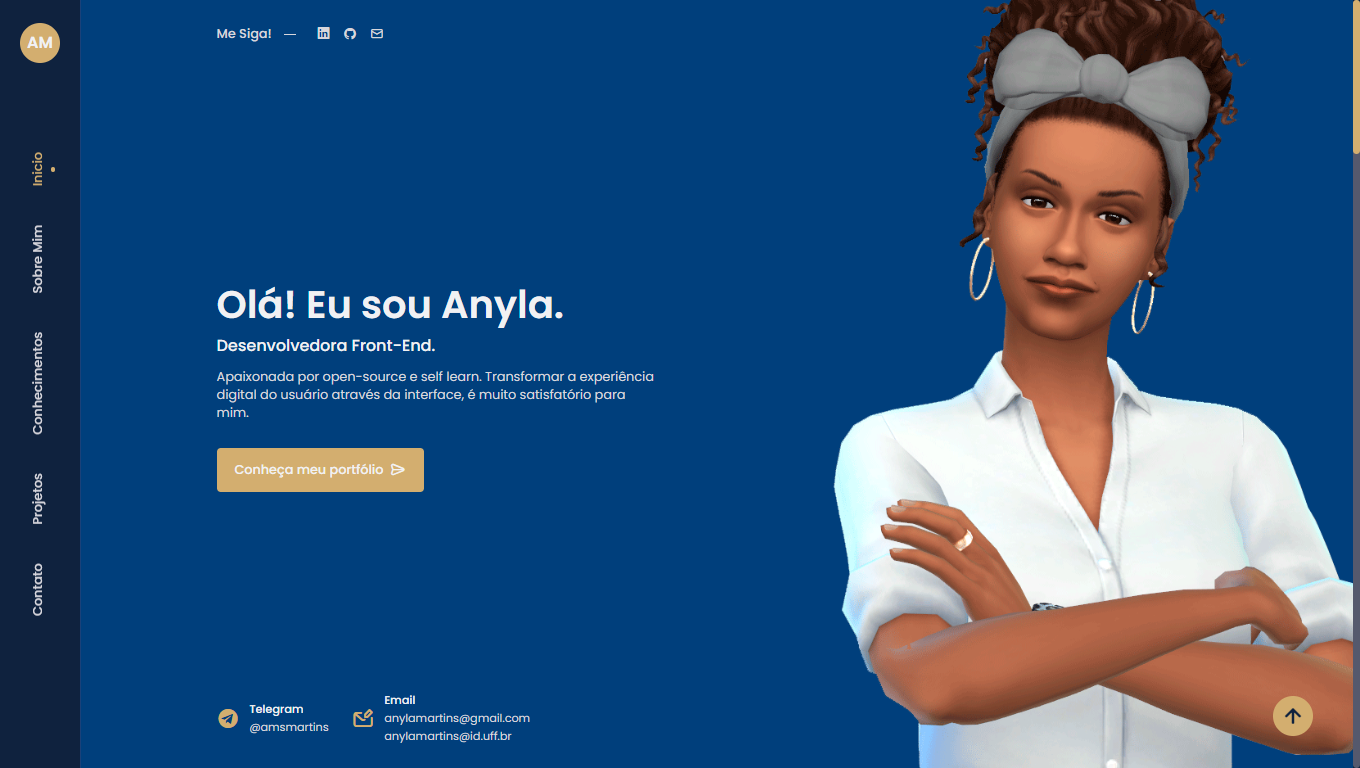 AM
Inicio
Sobre Mim
Conhecimentos
Projetos
Contato
Me Siga! —
Olá! Eu sou Anyla.
Desenvolvedora Front-End.
Apaixonada por open-source e self learn. Transformar a experiência
digital do usuário através da interface, é muito satisfatório para
mim.
Conheça meu portfólio
Telegram
@amsmartins
Email
anylamartins@gmail.com
anylamartins@id.uff.br